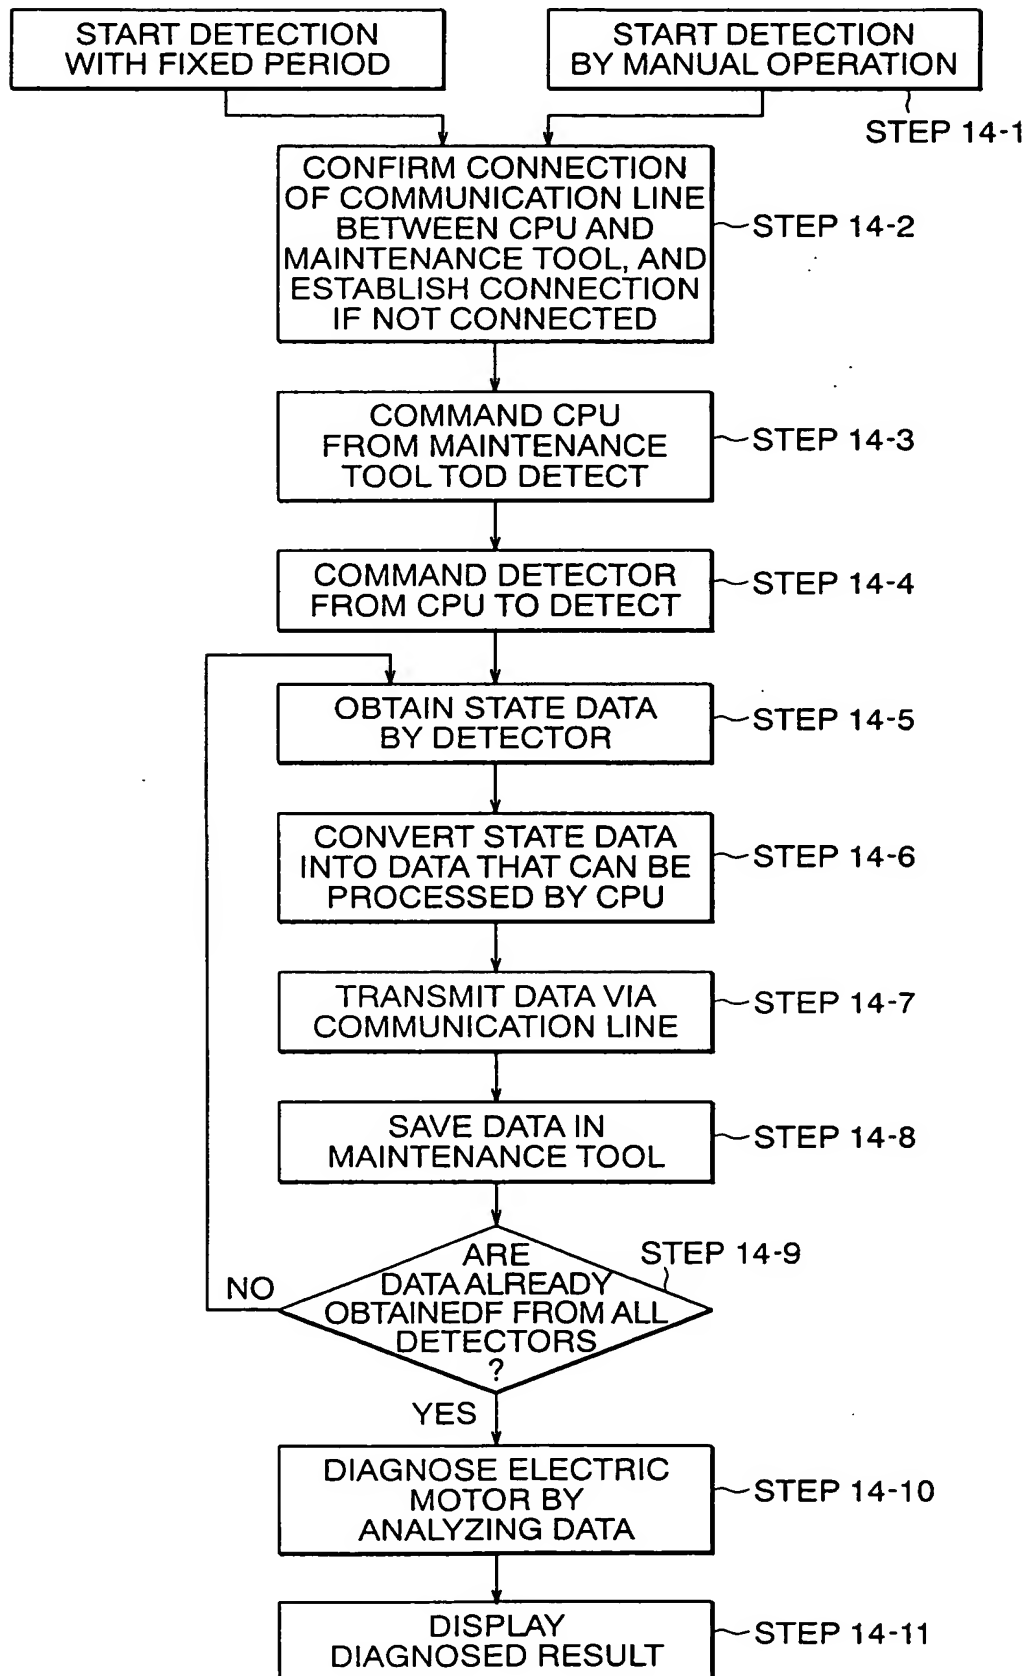 START DETECTION
WITH FIXED PERIOD
START DETECTION
BY MANUAL OPERATION
STEP 14-1
CONFIRM CONNECTION
OF COMMUNICATION LINE
BETWEEN CPU AND
MAINTENANCE TOOL, AND
ESTABLISH CONNECTION
IF NOT CONNECTED
STEP 14-2
COMMAND CPU
FROM MAINTENANCE
TOOL TOD DETECT
STEP 14-3
COMMAND DETECTOR
FROM CPU TO DETECT
STEP 14-4
OBTAIN STATE DATA
BY DETECTOR
STEP 14-5
CONVERT STATE DATA
INTO DATA THAT CAN BE
PROCESSED BY CPU
STEP 14-6
TRANSMIT DATA VIA
COMMUNICATION LINE
STEP 14-7
SAVE DATA IN
MAINTENANCE TOOL
STEP 14-8
ARE
DATA ALREADY
OBTAINEDF FROM ALL
DETECTORS
?
STEP 14-9
NO
YES
DIAGNOSE ELECTRIC
MOTOR BY
ANALYZING DATA
STEP 14-10
DISPLAY
DIAGNOSED RESULT
STEP 14-11